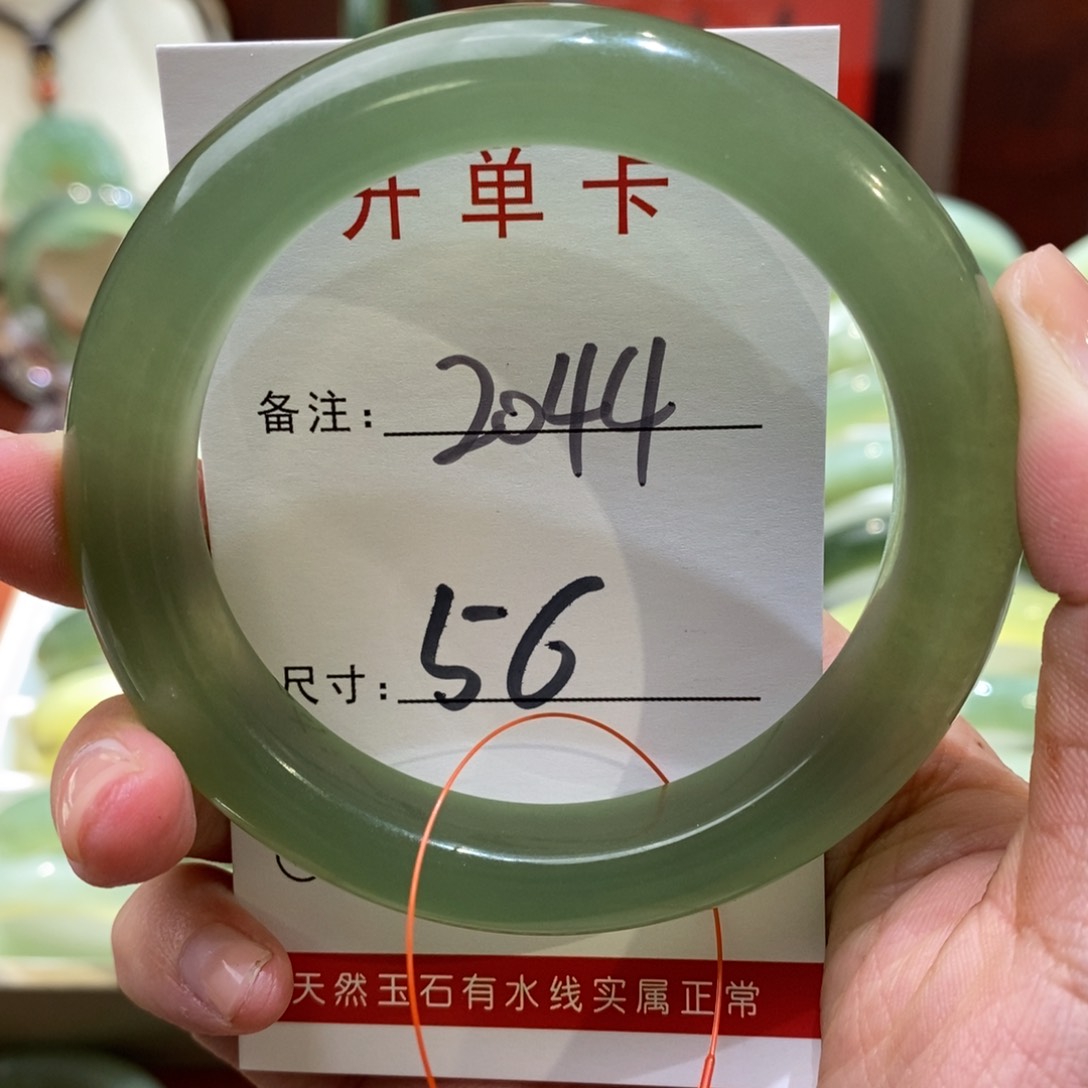 开单卡
备注: 2044
尺寸: 56
天然玉石有水线实属正常